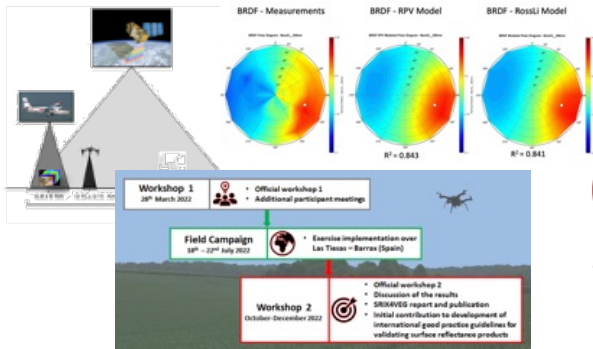 BRDF - Measurements
BRDF - RPV Model
BRDF - RossLi Model
R² = 0.843
R² = 0.841
Workshop 1
28th March 2022
• Official workshop 1
• Additional participant meetings
Field Campaign
18th – 22nd July 2022
• Exercise implementation over
Las Tiesas – Barrax (Spain)
Workshop 2
October-December 2022
• Official workshop 2
• Discussion of the results
• SRIX4VEG report and publication
• Initial contribution to development of
international good practice guidelines for
validating surface reflectance products